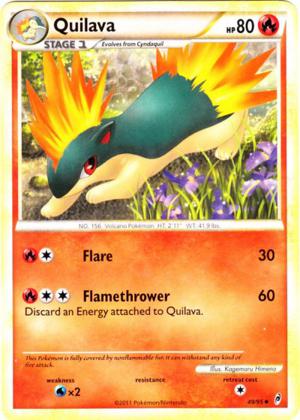 Quilava HP 80
STAGE 1 Evolves from Cyndaquil
NO. 156 Volcano Pokémon HT: 2'11" WT: 41.9 lbs.
Flare 30
Flamethrower 60
Discard an Energy attached to Quilava.
Illus. Kagemaru Himeno
This Pokémon is fully covered by nonflammable fur. It can withstand any kind of
fire attack.
weakness resistance retreat cost
×2
©2011 Pokémon/Nintendo 49/95